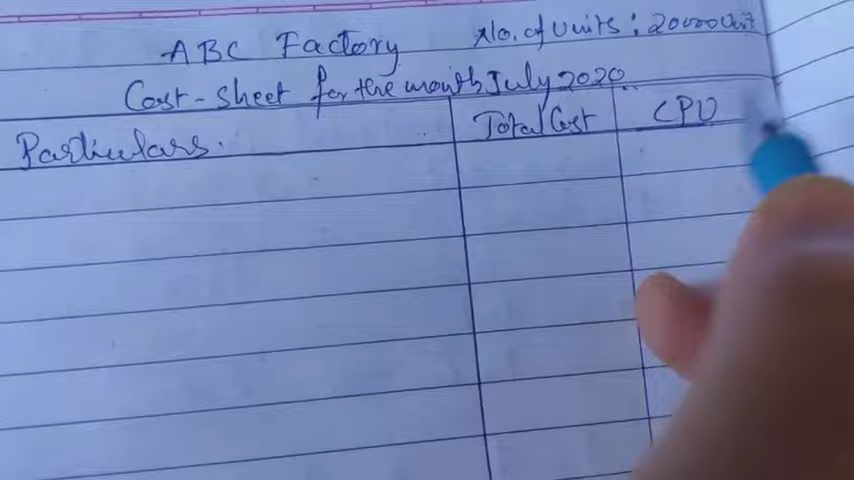 ABC Factory No. of Units : 20000 Unit
Cost-sheet for the month July 2020
Particulars. Total Cost CPU